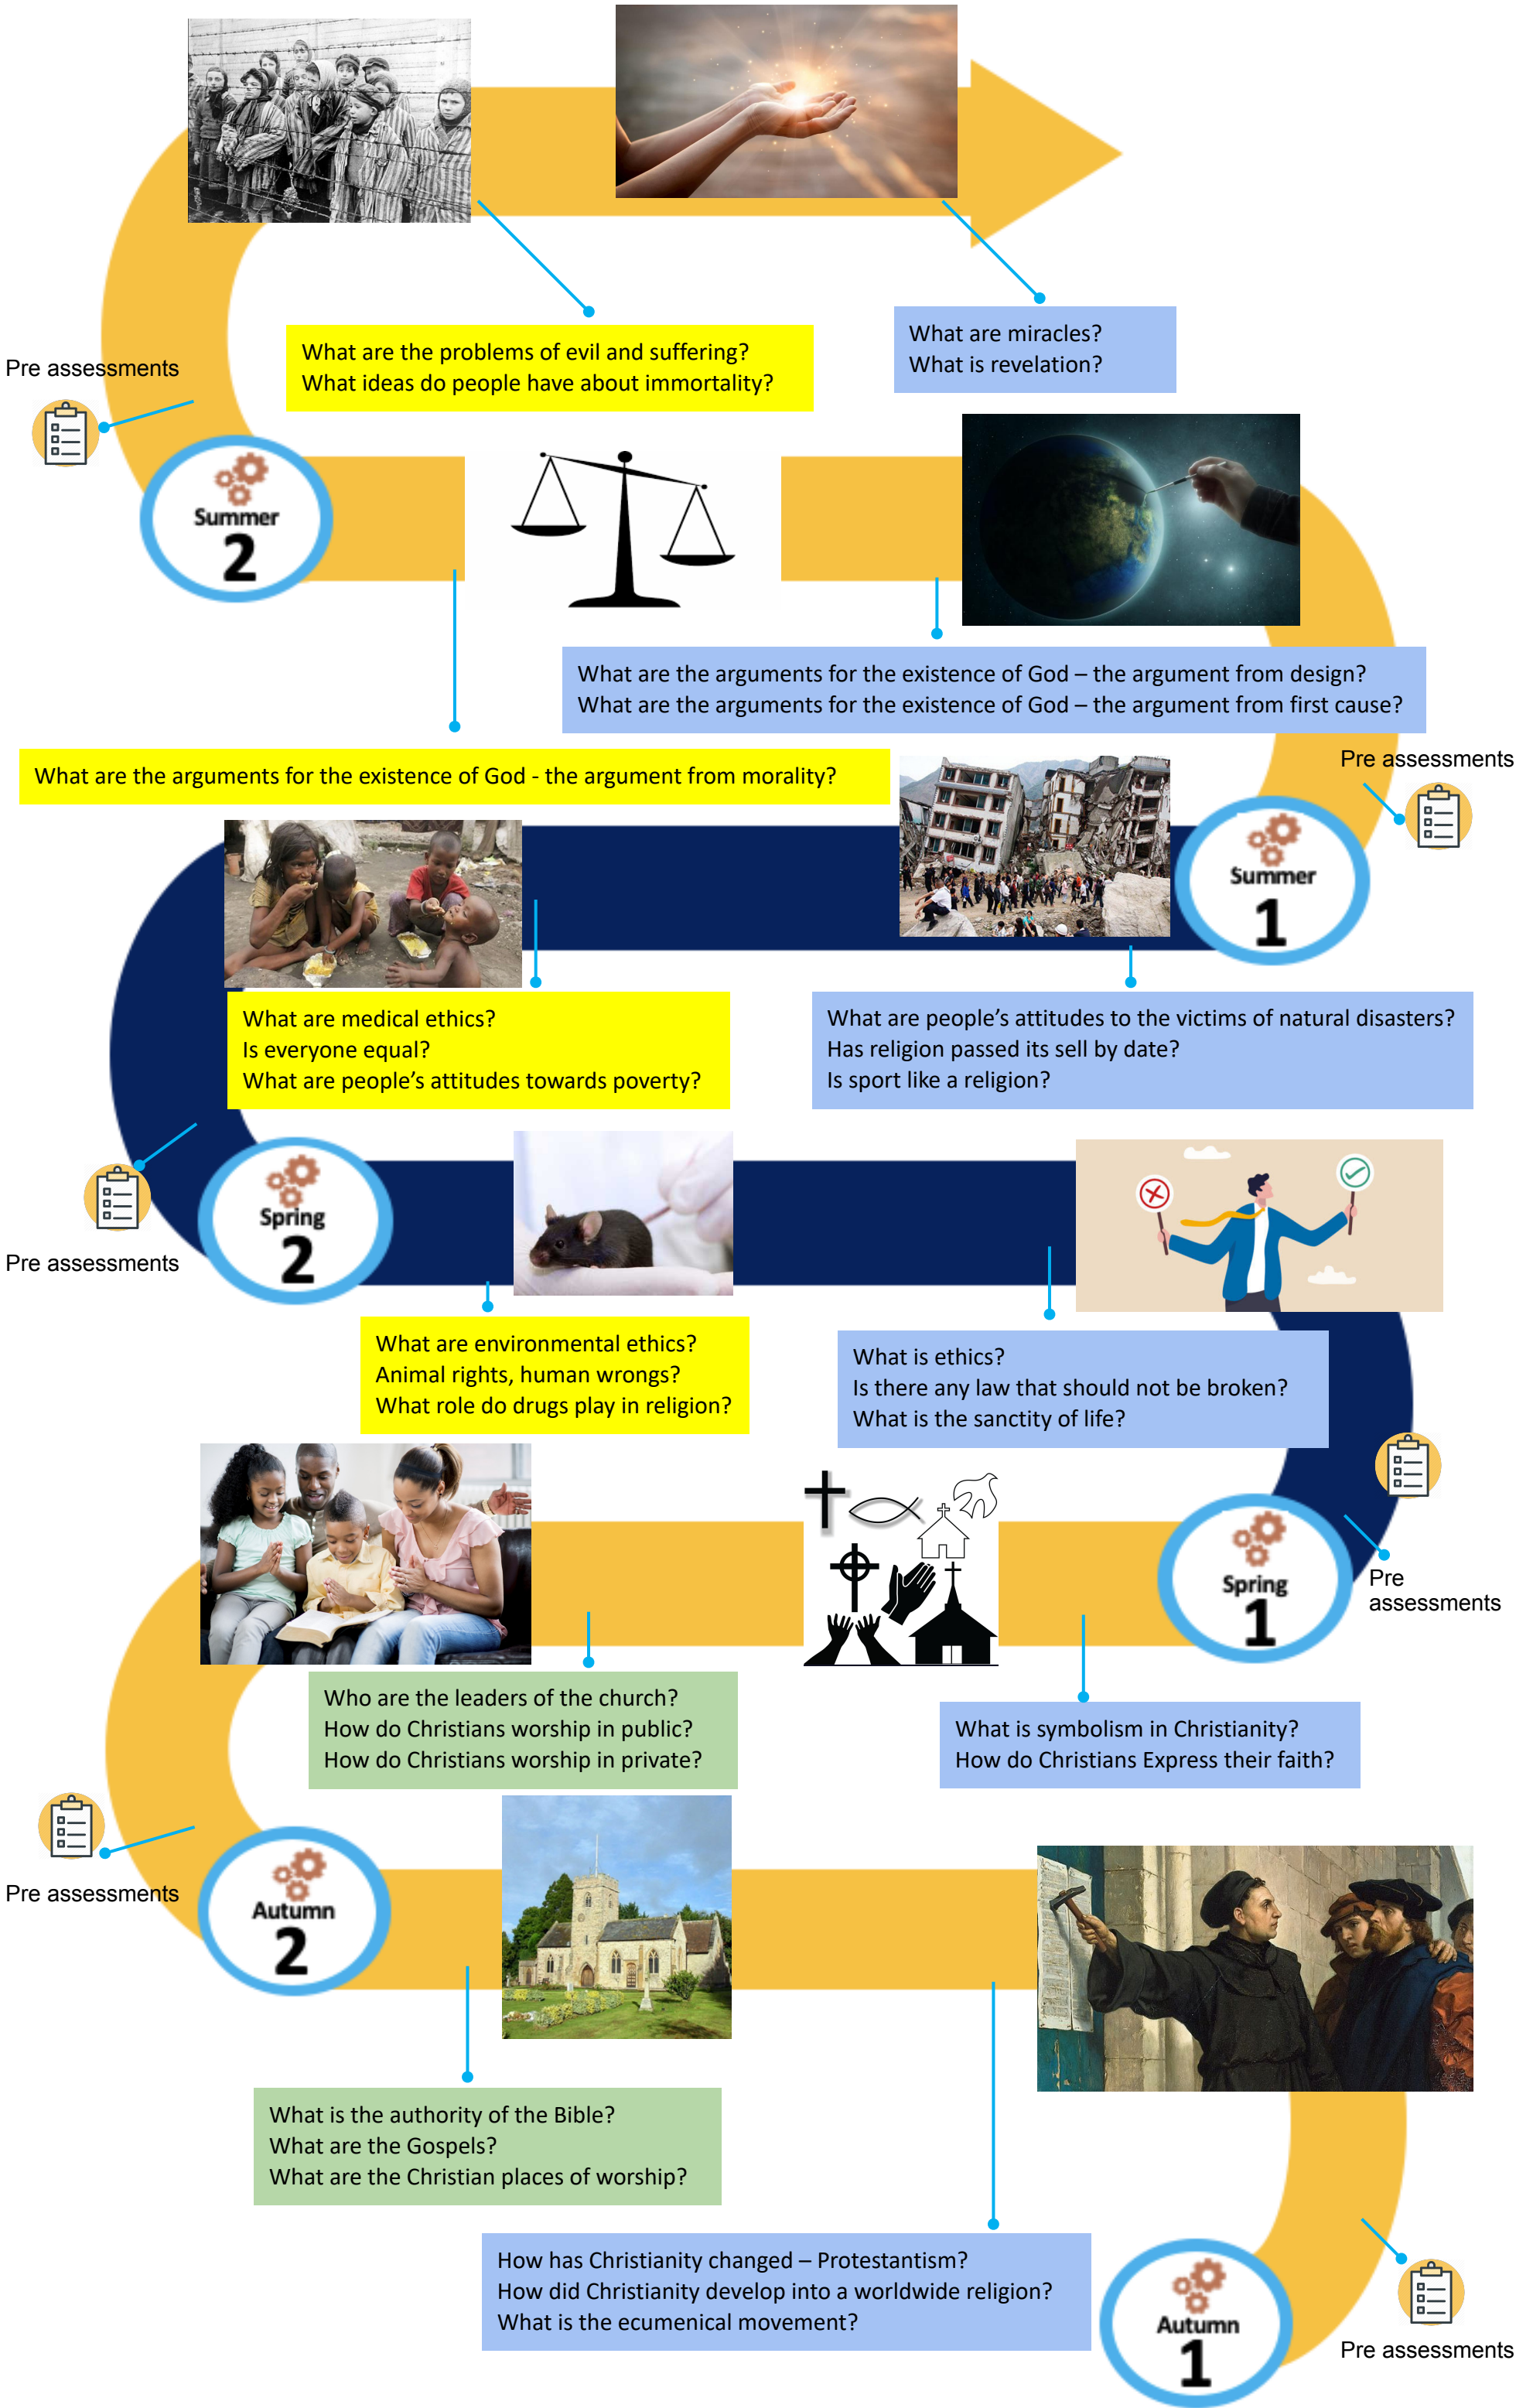 What are the problems of evil and suffering?
What ideas do people have about immortality?
What are miracles?
What is revelation?
Pre assessments
Summer
2
What are the arguments for the existence of God – the argument from design?
What are the arguments for the existence of God – the argument from first cause?
What are the arguments for the existence of God - the argument from morality?
Pre assessments
Summer
1
What are medical ethics?
Is everyone equal?
What are people’s attitudes towards poverty?
What are people’s attitudes to the victims of natural disasters?
Has religion passed its sell by date?
Is sport like a religion?
Pre assessments
Spring
2
What are environmental ethics?
Animal rights, human wrongs?
What role do drugs play in religion?
What is ethics?
Is there any law that should not be broken?
What is the sanctity of life?
Spring
1
Pre
assessments
Who are the leaders of the church?
How do Christians worship in public?
How do Christians worship in private?
What is symbolism in Christianity?
How do Christians Express their faith?
Pre assessments
Autumn
2
What is the authority of the Bible?
What are the Gospels?
What are the Christian places of worship?
How has Christianity changed – Protestantism?
How did Christianity develop into a worldwide religion?
What is the ecumenical movement?
Autumn
1
Pre assessments